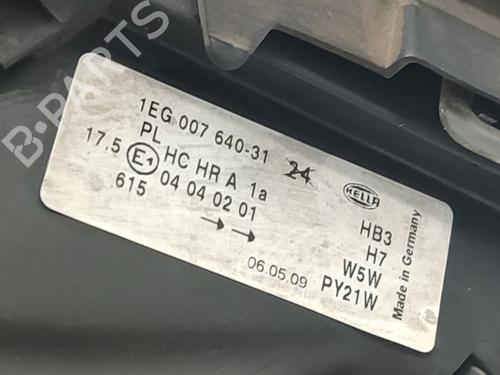 B-PARTS
1EG 007 640-31 24
PL
17.5 E1 HC HR A 1a
615 04 04 02 01
→→
06.05.09
HELLA
HB3
H7
W5W
PY21W
Made in Germany